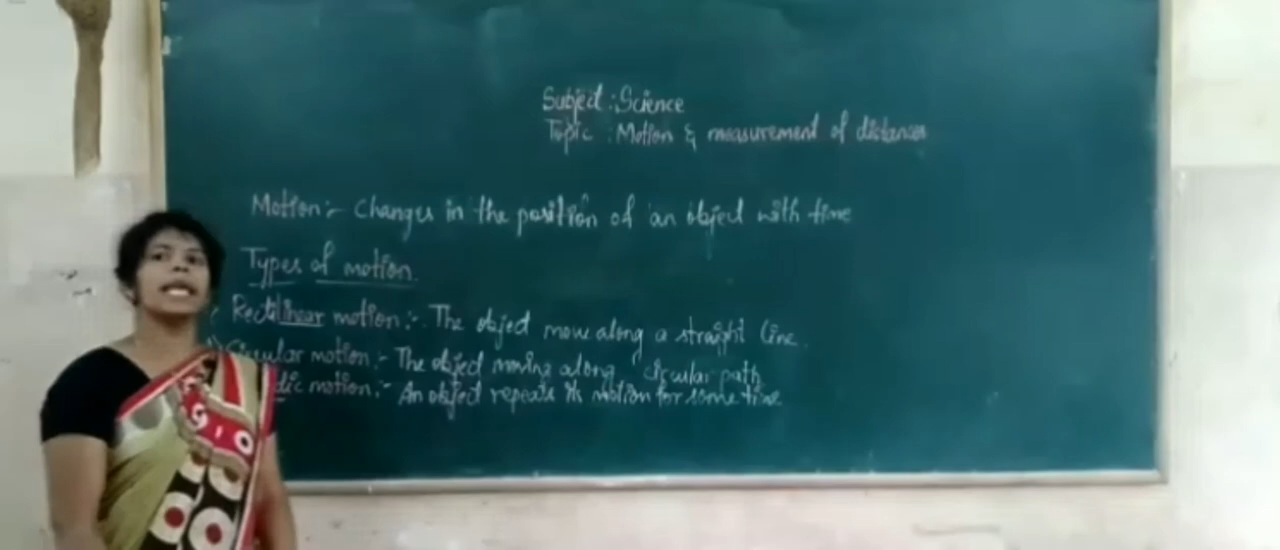 Subject : Science
Topic : Motion & measurement of distances
Motion :- Changes in the position of an object with time
Types of motion
Rectilinear motion :- The object move along a straight line.
Circular motion :- The object moving along circular path
dic motion :- An object repeats its motion for some time